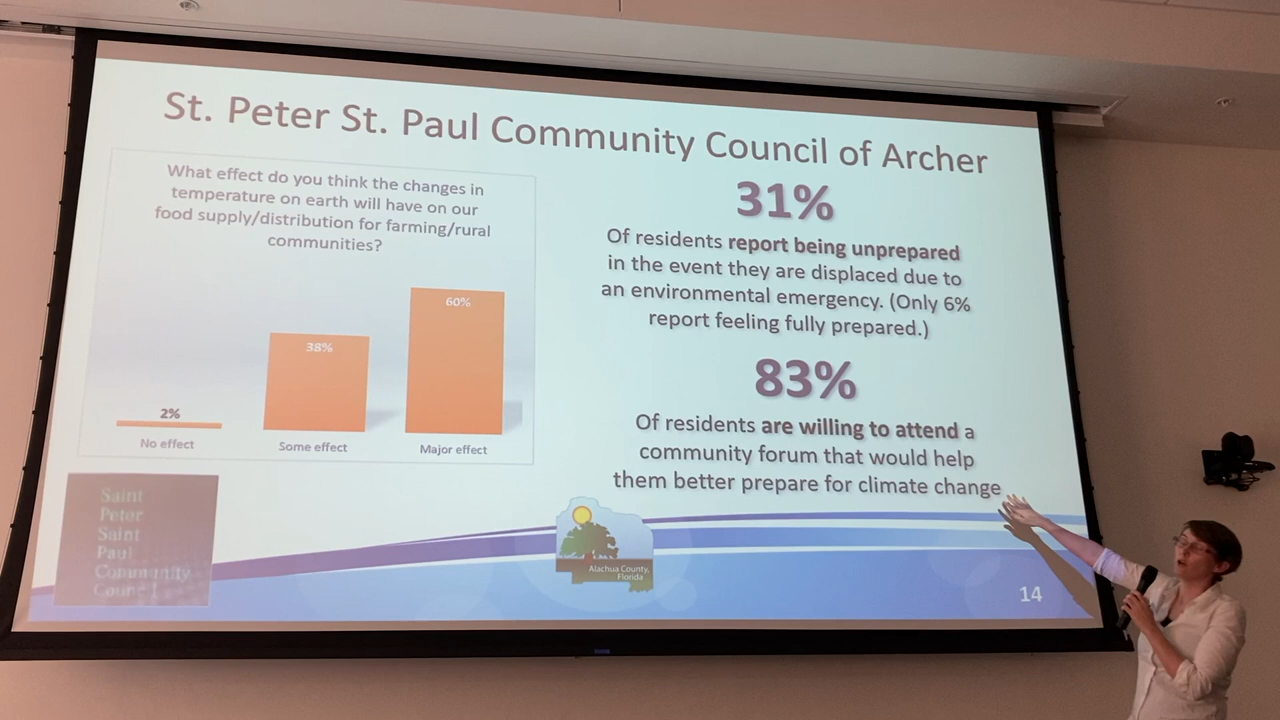 St. Peter St. Paul Community Council of Archer
What effect do you think the changes in
temperature on earth will have on our
food supply/distribution for farming/rural
communities?
2%
38%
60%
No effect
Some effect
Major effect
31%
Of residents report being unprepared
in the event they are displaced due to
an environmental emergency. (Only 6%
report feeling fully prepared.)
83%
Of residents are willing to attend a
community forum that would help
them better prepare for climate change
Saint
Peter
Saint
Paul
Community
Council
Alachua County,
Florida
14